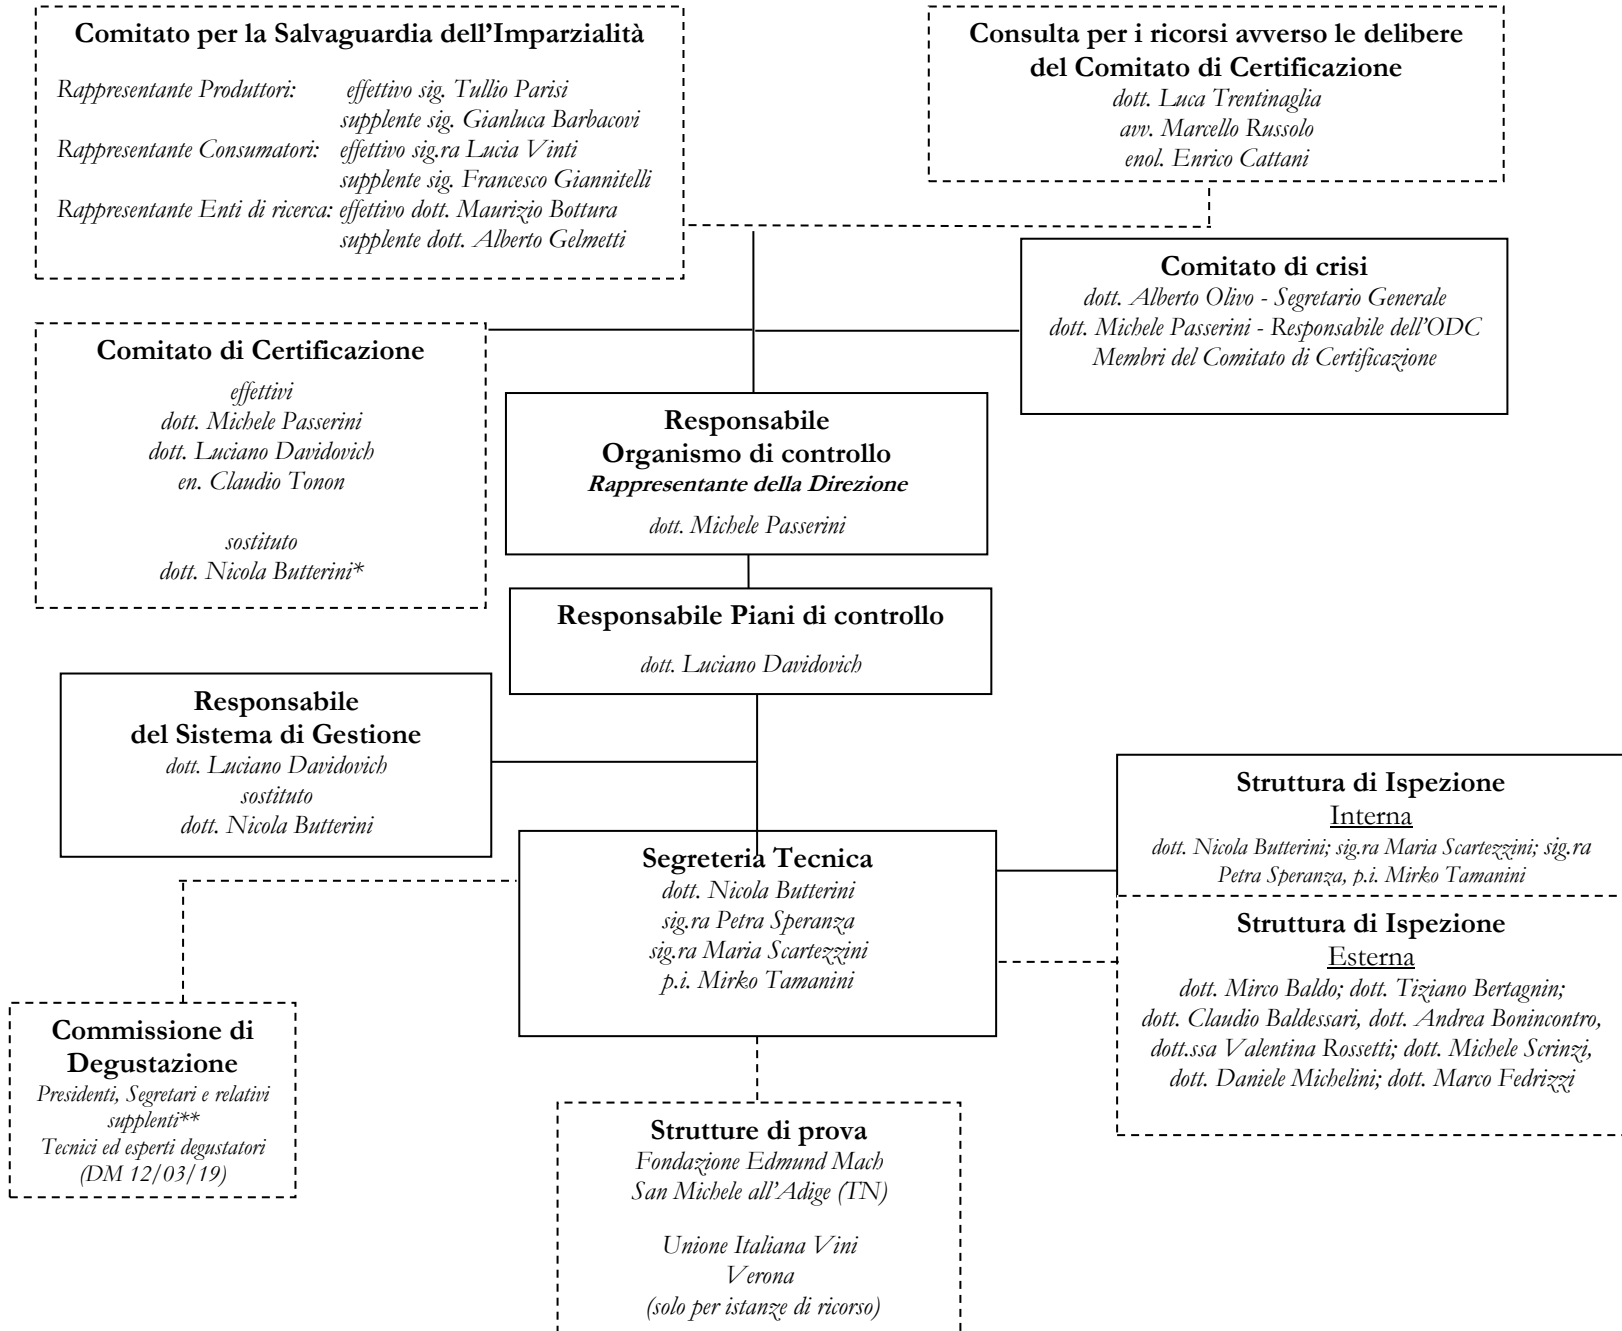 Comitato per la Salvaguardia dell'Imparzialità
Rappresentante Produttori: effettivo sig. Tullio Parisi
supplente sig. Gianluca Barbacovi
Rappresentante Consumatori: effettivo sig.ra Lucia Vinti
supplente sig. Francesco Giannitelli
Rappresentante Enti di ricerca: effettivo dott. Maurizio Bottura
supplente dott. Alberto Gelmetti
Consulta per i ricorsi avverso le delibere
del Comitato di Certificazione
dott. Luca Trentinaglia
avv. Marcello Russolo
enol. Enrico Cattani
Comitato di crisi
dott. Alberto Olivo - Segretario Generale
dott. Michele Passerini - Responsabile dell'ODC
Membri del Comitato di Certificazione
Comitato di Certificazione
effettivi
dott. Michele Passerini
dott. Luciano Davidovich
en. Claudio Tonon
sostituto
dott. Nicola Butterini*
Responsabile
Organismo di controllo
Rappresentante della Direzione
dott. Michele Passerini
Responsabile Piani di controllo
dott. Luciano Davidovich
Responsabile
del Sistema di Gestione
dott. Luciano Davidovich
sostituto
dott. Nicola Butterini
Segreteria Tecnica
dott. Nicola Butterini
sig.ra Petra Speranza
sig.ra Maria Scartezzini
p.i. Mirko Tamanini
Struttura di Ispezione
Interna
dott. Nicola Butterini; sig.ra Maria Scartezzini; sig.ra
Petra Speranza, p.i. Mirko Tamanini
Struttura di Ispezione
Esterna
dott. Mirco Baldo; dott. Tiziano Bertagnin;
dott. Claudio Baldessari, dott. Andrea Bonincontro,
dott.ssa Valentina Rossetti; dott. Michele Scrinzi,
dott. Daniele Michelini; dott. Marco Fedrizzi
Commissione di
Degustazione
Presidenti, Segretari e relativi
supplenti**
Tecnici ed esperti degustatori
(DM 12/03/19)
Strutture di prova
Fondazione Edmund Mach
San Michele all'Adige (TN)
Unione Italiana Vini
Verona
(solo per istanze di ricorso)